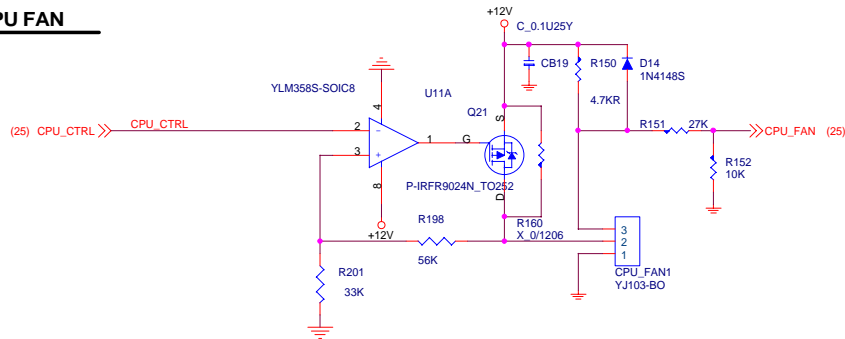 PU FAN
+12V
C_0.1U25Y
CB19
R150
D14
1N4148S
YLM358S-SOIC8
U11A
4
Q21
S
4.7KR
(25) CPU_CTRL
CPU_CTRL
2
-
1
G
R151
27K
CPU_FAN (25)
3
+
8
P-IRFR9024N_TO252
D
R152
10K
+12V
R198
56K
R160
X_0/1206
3
2
1
R201
33K
CPU_FAN1
YJ103-BO